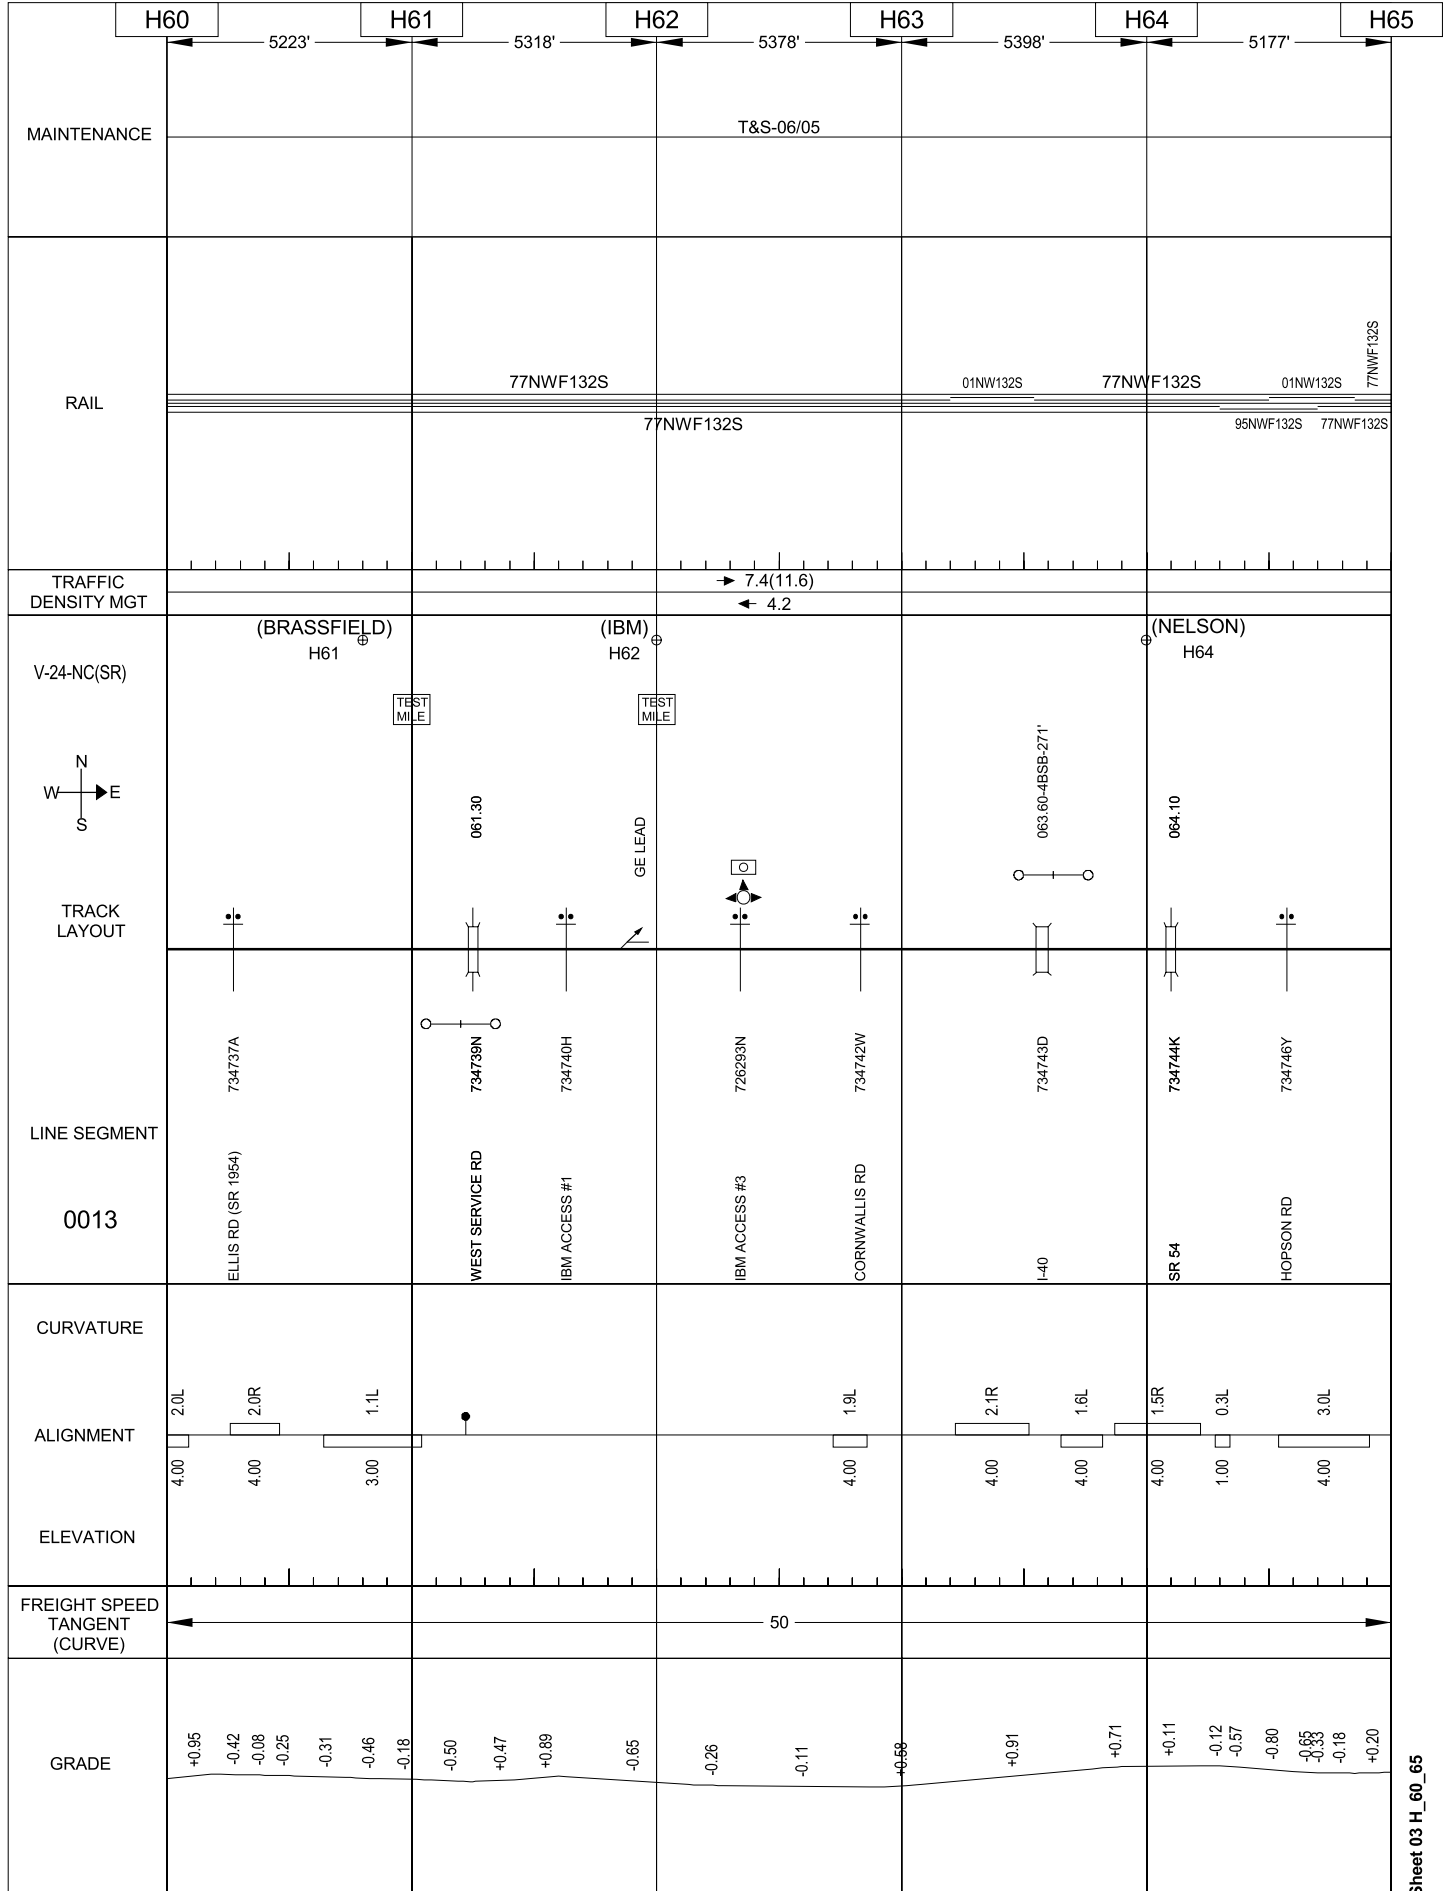 H60 H61 H62 H63 H64 H65
5223' 5318' 5378' 5398' 5177'
MAINTENANCE
T&S-06/05
RAIL
77NWF132S
01NW132S
77NWF132S
01NW132S
77NWF132S
77NWF132S
95NWF132S
77NWF132S
TRAFFIC
DENSITY MGT
7.4(11.6)
4.2
V-24-NC(SR)
(BRASSFIELD)
H61
(IBM)
H62
(NELSON)
H64
TEST
MILE
TEST
MILE
N
W E
S
061.30
GE LEAD
063.60-4BSB-271'
064.10
TRACK
LAYOUT
734737A
734739N
734740H
726293N
734742W
734743D
734744K
734746Y
LINE SEGMENT
0013
ELLIS RD (SR 1954)
WEST SERVICE RD
IBM ACCESS #1
IBM ACCESS #3
CORNWALLIS RD
I-40
SR 54
HOPSON RD
CURVATURE
2.0L 2.0R 1.1L 1.9L 2.1R 1.6L 1.5R 0.3L 3.0L
ALIGNMENT
4.00 4.00 3.00 4.00 4.00 4.00 4.00 1.00 4.00
ELEVATION
FREIGHT SPEED
TANGENT
(CURVE)
50
GRADE
+0.95 -0.42 -0.08 -0.25 -0.31 -0.46 -0.18 -0.50 +0.47 +0.89 -0.65 -0.26 -0.11 +0.58 +0.91 +0.71 +0.11 -0.12 -0.57 -0.80 -0.65 -0.33 -0.18 +0.20
Sheet 03 H_60_65